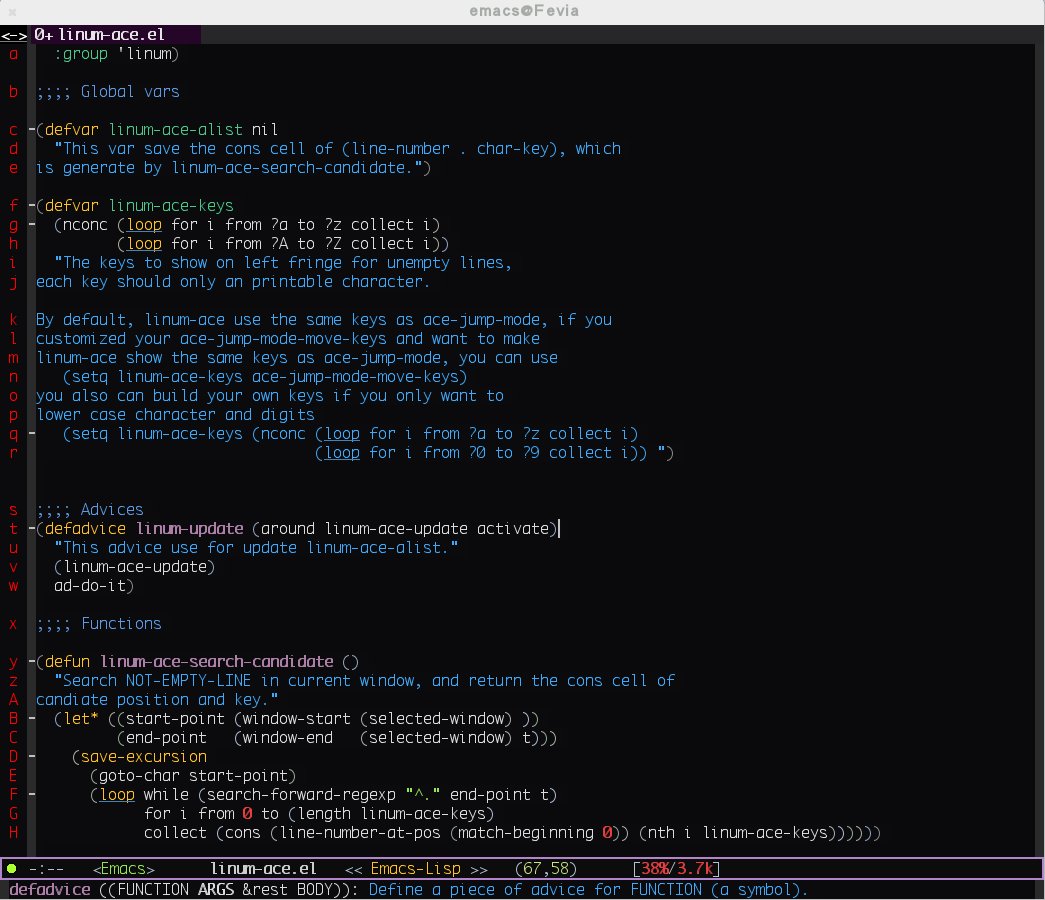 emacs@Fevia
<-> 0+ linum-ace.el
a   :group 'linum)
b ;;;; Global vars
c -(defvar linum-ace-alist nil
d   "This var save the cons cell of (line-number . char-key), which
e is generate by linum-ace-search-candidate.")
f -(defvar linum-ace-keys
g -  (nconc (loop for i from ?a to ?z collect i)
h          (loop for i from ?A to ?Z collect i))
i   "The keys to show on left fringe for unempty lines,
j each key should only an printable character.
k By default, linum-ace use the same keys as ace-jump-mode, if you
l customized your ace-jump-mode-move-keys and want to make
m linum-ace show the same keys as ace-jump-mode, you can use
n    (setq linum-ace-keys ace-jump-mode-move-keys)
o you also can build your own keys if you only want to
p lower case character and digits
q -   (setq linum-ace-keys (nconc (loop for i from ?a to ?z collect i)
r                                (loop for i from ?0 to ?9 collect i)) ")
s ;;;; Advices
t -(defadvice linum-update (around linum-ace-update activate)
u   "This advice use for update linum-ace-alist."
v   (linum-ace-update)
w   ad-do-it)
x ;;;; Functions
y -(defun linum-ace-search-candidate ()
z   "Search NOT-EMPTY-LINE in current window, and return the cons cell of
A candiate position and key."
B -  (let* ((start-point (window-start (selected-window) ))
C          (end-point   (window-end   (selected-window) t)))
D -    (save-excursion
E       (goto-char start-point)
F -      (loop while (search-forward-regexp "^." end-point t)
G             for i from 0 to (length linum-ace-keys)
H             collect (cons (line-number-at-pos (match-beginning 0)) (nth i linum-ace-keys))))))
-:-- <Emacs> linum-ace.el << Emacs-Lisp >> (67,58) [38%/3.7k]
defadvice ((FUNCTION ARGS &rest BODY)): Define a piece of advice for FUNCTION (a symbol).